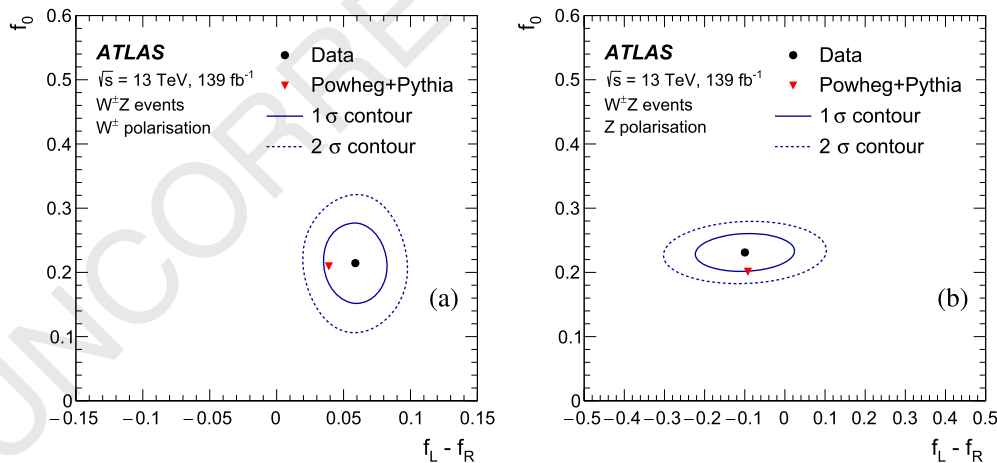 f₀
0.6
0.5
0.4
0.3
0.2
0.1
0
ATLAS
√s = 13 TeV, 139 fb⁻¹
W±Z events
W± polarisation
Data
Powheg+Pythia
1 σ contour
2 σ contour
(a)
−0.15 −0.1 −0.05 0 0.05 0.1 0.15
f_L - f_R
f₀
0.6
0.5
0.4
0.3
0.2
0.1
0
ATLAS
√s = 13 TeV, 139 fb⁻¹
W±Z events
Z polarisation
Data
Powheg+Pythia
1 σ contour
2 σ contour
(b)
−0.5 −0.4 −0.3 −0.2 −0.1 0 0.1 0.2 0.3 0.4 0.5
f_L - f_R
UNCORRE